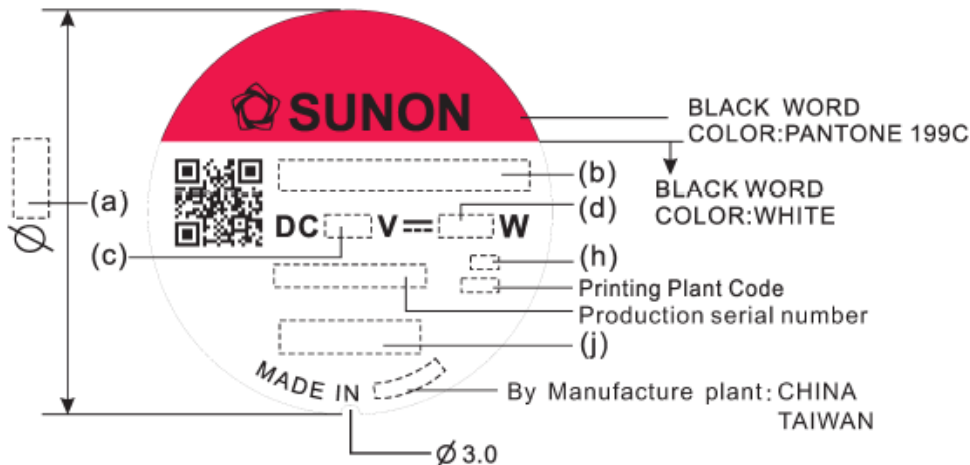 SUNON
BLACK WORD
COLOR:PANTONE 199C
BLACK WORD
COLOR:WHITE
(a)
(b)
DC V⎓ W
(d)
(c)
(h)
Printing Plant Code
Production serial number
(j)
MADE IN
By Manufacture plant: CHINA
TAIWAN
Ø
Ø 3.0